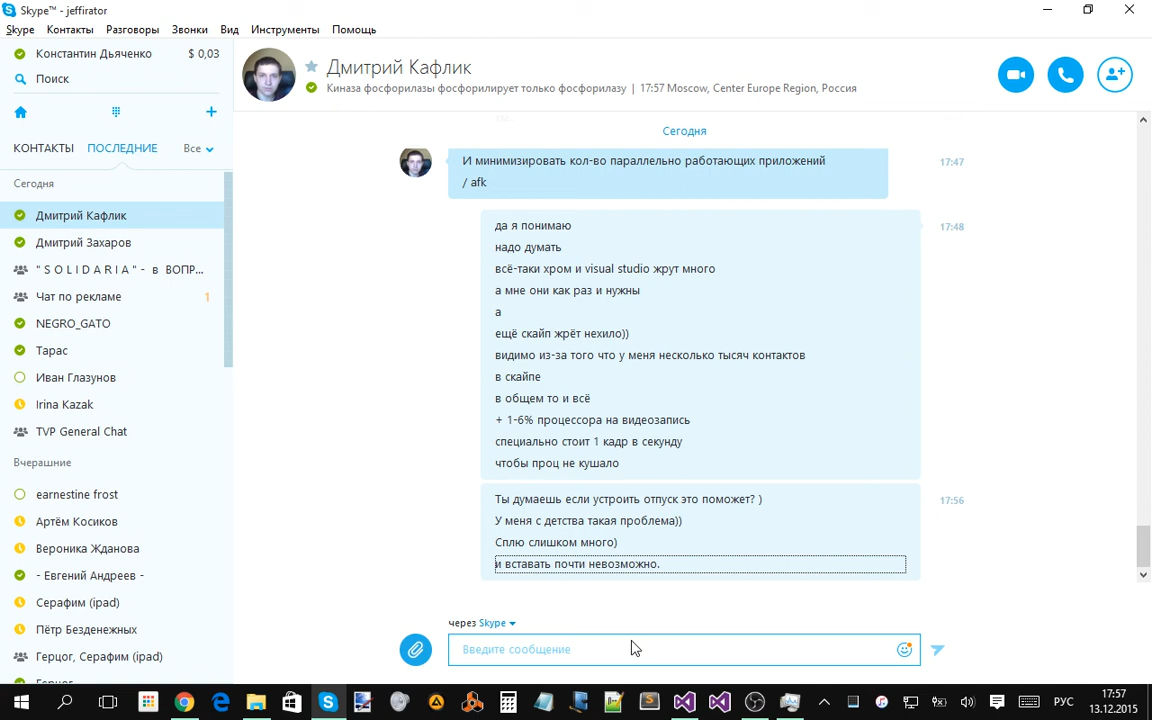 Skype™ - jeffirator
Skype Контакты Разговоры Звонки Вид Инструменты Помощь
Константин Дьяченко $ 0,03
Поиск
КОНТАКТЫ ПОСЛЕДНИЕ Все
Сегодня
Дмитрий Кафлик
Дмитрий Захаров
" S O L I D A R I A " - в ВОПР...
Чат по рекламе 1
NEGRO_GATO
Тарас
Иван Глазунов
Irina Kazak
TVP General Chat
Вчерашние
earnestine frost
Артём Косиков
Вероника Жданова
- Евгений Андреев -
Серафим (ipad)
Пётр Безденежных
Герцог, Серафим (ipad)
Герцог
Дмитрий Кафлик
Киназа фосфорилазы фосфорилирует только фосфорилазу | 17:57 Moscow, Center Europe Region, Россия
Сегодня
И минимизировать кол-во параллельно работающих приложений 17:47
/ afk
да я понимаю 17:48
надо думать
всё-таки хром и visual studio жрут много
а мне они как раз и нужны
а
ещё скайп жрёт нехило))
видимо из-за того что у меня несколько тысяч контактов
в скайпе
в общем то и всё
+ 1-6% процессора на видеозапись
специально стоит 1 кадр в секунду
чтобы проц не кушало
Ты думаешь если устроить отпуск это поможет? ) 17:56
У меня с детства такая проблема))
Сплю слишком много)
и вставать почти невозможно.
через Skype
Введите сообщение
РУС
17:57
13.12.2015